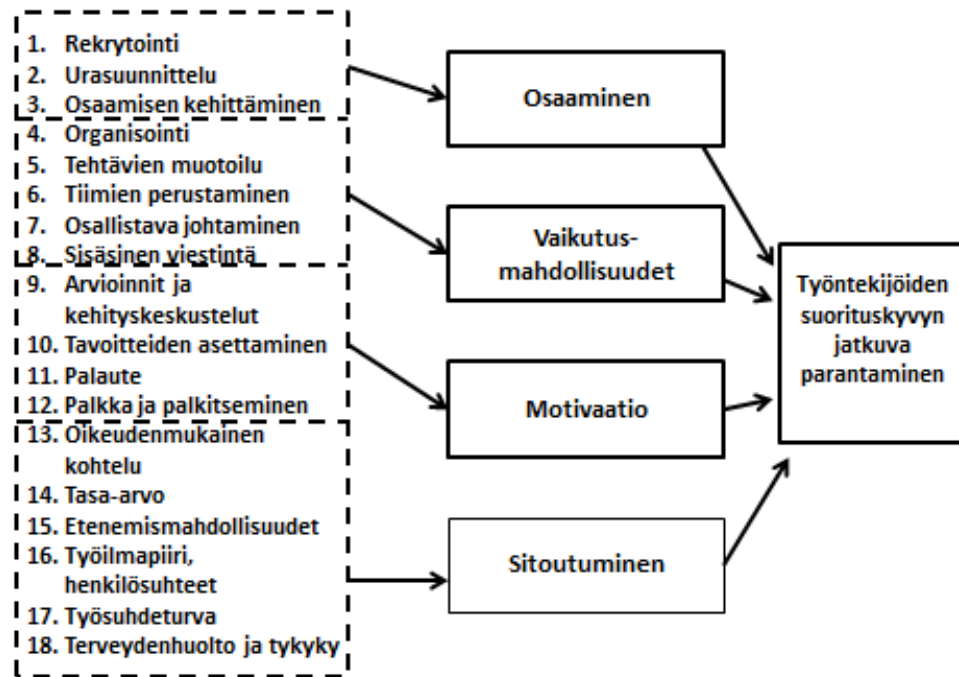 1. Rekrytointi
2. Urasuunnittelu
3. Osaamisen kehittäminen
4. Organisointi
5. Tehtävien muotoilu
6. Tiimien perustaminen
7. Osallistava johtaminen
8. Sisäsinen viestintä
9. Arvioinnit ja
kehityskeskustelut
10. Tavoitteiden asettaminen
11. Palaute
12. Palkka ja palkitseminen
13. Oikeudenmukainen
kohtelu
14. Tasa-arvo
15. Etenemismahdollisuudet
16. Työilmapiiri,
henkilösuhteet
17. Työsuhdeturva
18. Terveydenhuolto ja tykyky
Osaaminen
Vaikutus-
mahdollisuudet
Motivaatio
Sitoutuminen
Työntekijöiden
suorituskyvyn
jatkuva
parantaminen